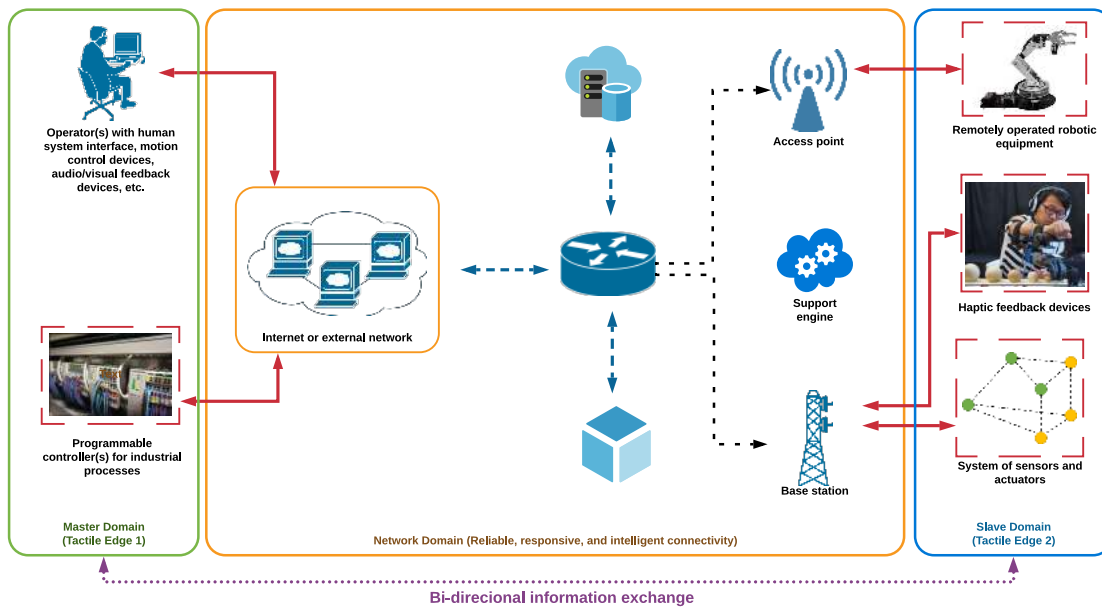 Operator(s) with human
system interface, motion
control devices,
audio/visual feedback
devices, etc.
Programmable
controller(s) for industrial
processes
Master Domain
(Tactile Edge 1)
Internet or external network
Access point
Support
engine
Base station
Network Domain (Reliable, responsive, and intelligent connectivity)
Remotely operated robotic
equipment
Haptic feedback devices
System of sensors and
actuators
Slave Domain
(Tactile Edge 2)
Bi-direcional information exchange